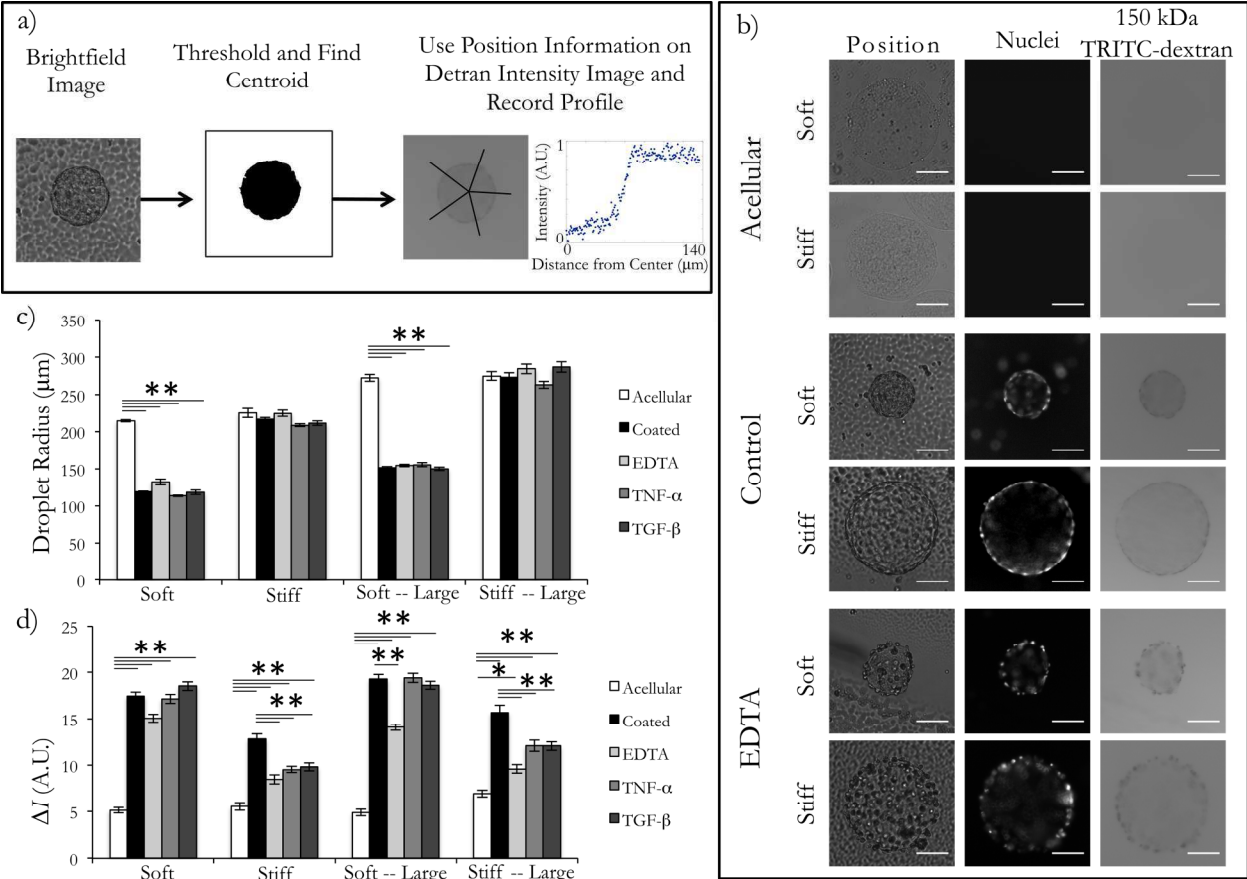 a)
Brightfield
Image
Threshold and Find
Centroid
Use Position Information on
Detran Intensity Image and
Record Profile
1
Intensity (A.U.)
0
0
140
Distance from Center (μm)
b)
Position
Nuclei
150 kDa
TRITC-dextran
Acellular
Soft
Stiff
Control
Soft
Stiff
EDTA
Soft
Stiff
c)
350
300
250
200
150
100
50
0
Droplet Radius (μm)
**
**
Soft
Stiff
Soft -- Large
Stiff -- Large
Acellular
Coated
EDTA
TNF-α
TGF-β
d)
25
20
15
10
5
0
ΔI (A.U.)
**
**
**
**
**
**
*
**
Soft
Stiff
Soft -- Large
Stiff -- Large
Acellular
Coated
EDTA
TNF-α
TGF-β